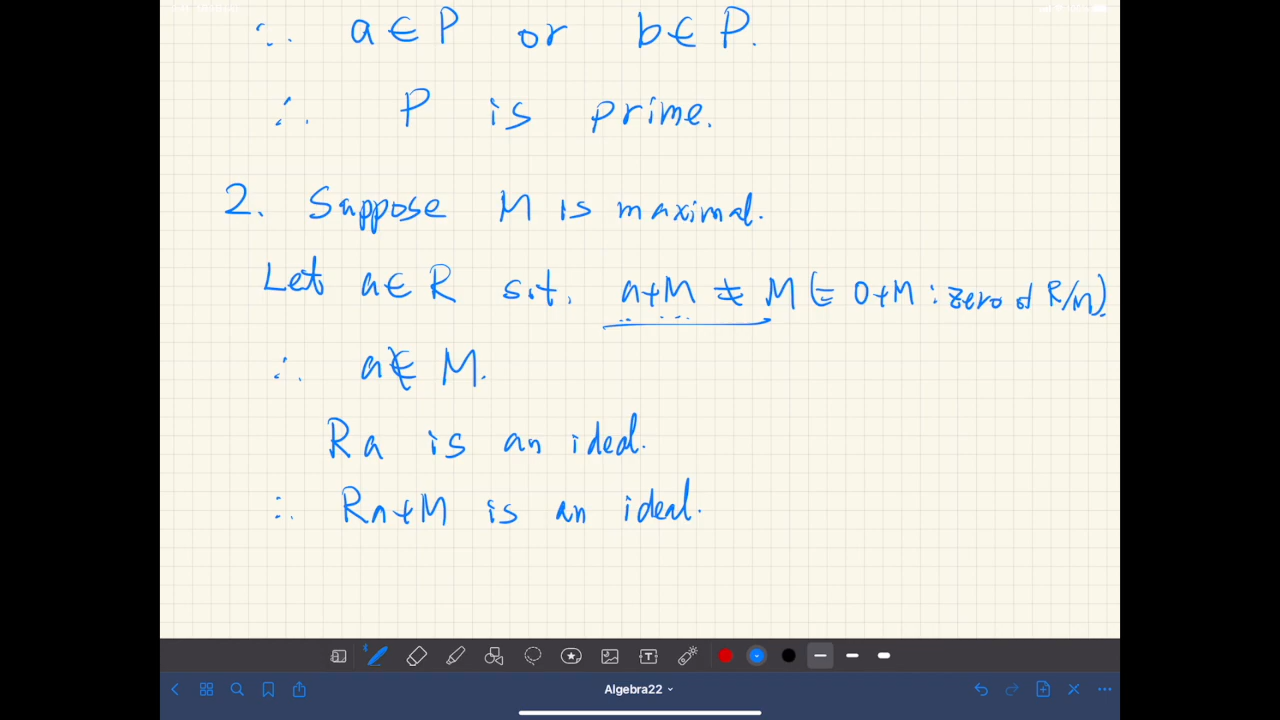 ∴ a ∈ P or b ∈ P.
∴ P is prime.
2. Suppose M is maximal.
Let a ∈ R s.t. a+M ≠ M (= 0+M : zero of R/M).
∴ a ∉ M.
Ra is an ideal.
∴ Ra+M is an ideal.
Algebra22